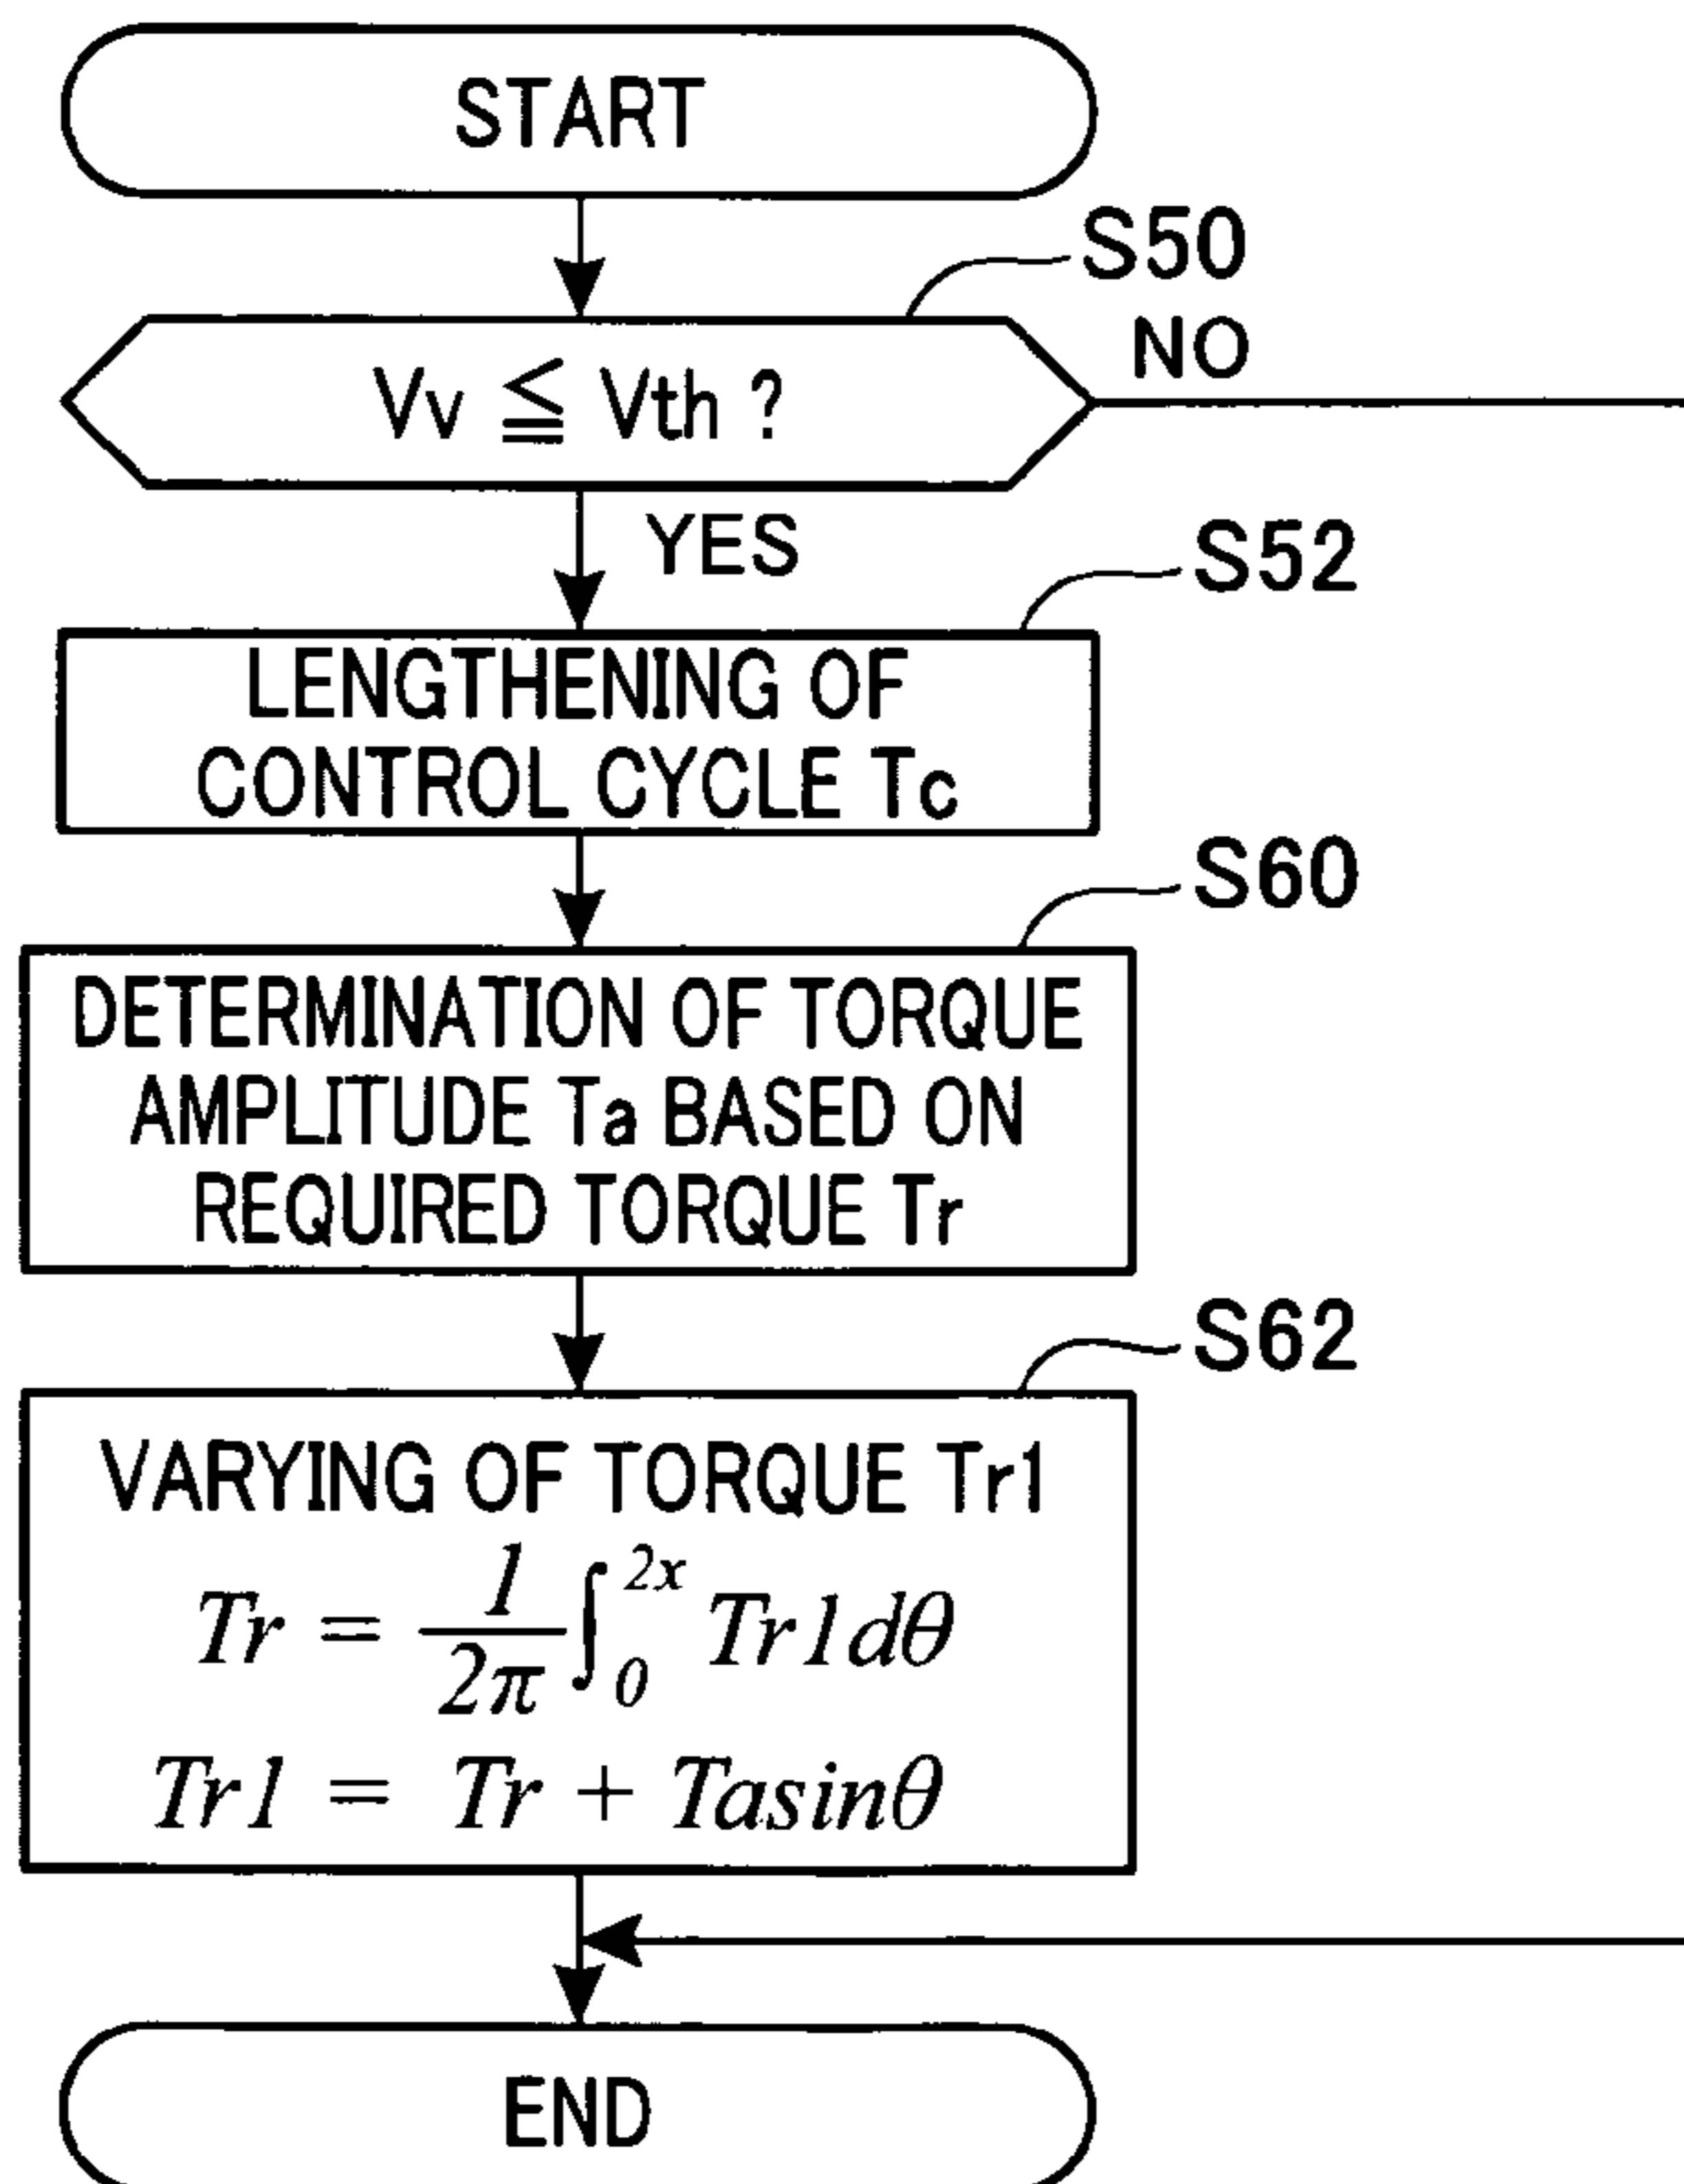 START
S50
Vv ≦ Vth ?
NO
YES
S52
LENGTHENING OF
CONTROL CYCLE Tc
S60
DETERMINATION OF TORQUE
AMPLITUDE Ta BASED ON
REQUIRED TORQUE Tr
S62
VARYING OF TORQUE Tr1
Tr = 1/2π ∫₀^2x Tr1dθ
Tr1 = Tr + Tasinθ
END